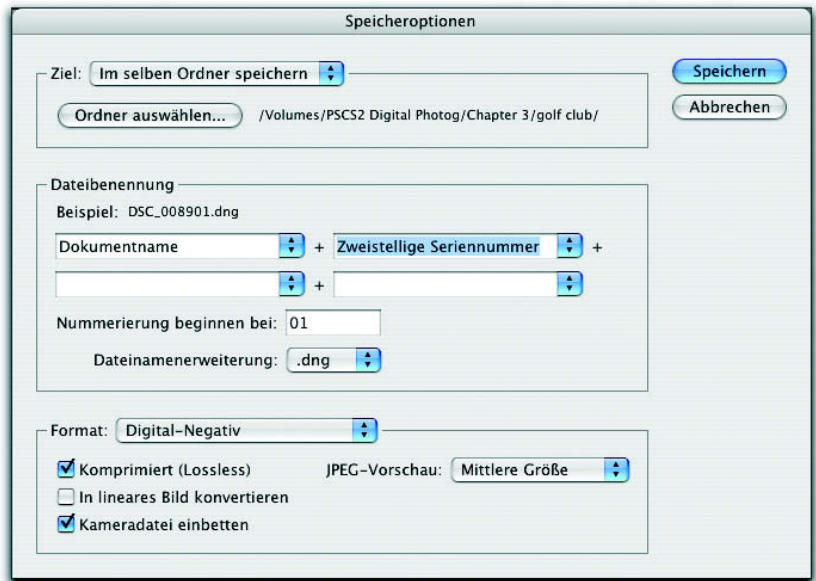 Speicheroptionen
Ziel: Im selben Ordner speichern
Speichern
Ordner auswählen... /Volumes/PSCS2 Digital Photog/Chapter 3/golf club/
Abbrechen
Dateibenennung
Beispiel: DSC_008901.dng
Dokumentname + Zweistellige Seriennummer +
+
Nummerierung beginnen bei: 01
Dateinamenerweiterung: .dng
Format: Digital-Negativ
Komprimiert (Lossless) JPEG-Vorschau: Mittlere Größe
In lineares Bild konvertieren
Kameradatei einbetten